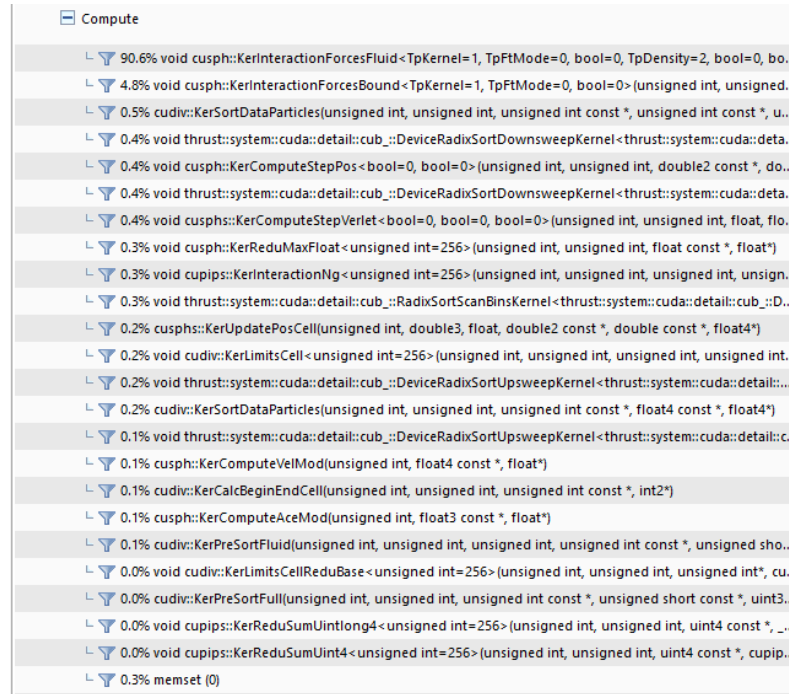 Compute
90.6% void cusph::KerInteractionForcesFluid<TpKernel=1, TpFtMode=0, bool=0, TpDensity=2, bool=0, bo...
4.8% void cusph::KerInteractionForcesBound<TpKernel=1, TpFtMode=0, bool=0>(unsigned int, unsigned...
0.5% cudiv::KerSortDataParticles(unsigned int, unsigned int, unsigned int const *, unsigned int const *, u...
0.4% void thrust::system::cuda::detail::cub_::DeviceRadixSortDownsweepKernel<thrust::system::cuda::deta...
0.4% void cusph::KerComputeStepPos<bool=0, bool=0>(unsigned int, unsigned int, double2 const *, do...
0.4% void thrust::system::cuda::detail::cub_::DeviceRadixSortDownsweepKernel<thrust::system::cuda::deta...
0.4% void cusphs::KerComputeStepVerlet<bool=0, bool=0, bool=0>(unsigned int, unsigned int, float, flo...
0.3% void cusph::KerReduMaxFloat<unsigned int=256>(unsigned int, unsigned int, float const *, float*)
0.3% void cupips::KerInteractionNg<unsigned int=256>(unsigned int, unsigned int, unsigned int, unsign...
0.3% void thrust::system::cuda::detail::cub_::RadixSortScanBinsKernel<thrust::system::cuda::detail::cub_::D...
0.2% cusphs::KerUpdatePosCell(unsigned int, double3, float, double2 const *, double const *, float4*)
0.2% void cudiv::KerLimitsCell<unsigned int=256>(unsigned int, unsigned int, unsigned int, unsigned int...
0.2% void thrust::system::cuda::detail::cub_::DeviceRadixSortUpsweepKernel<thrust::system::cuda::detail::...
0.2% cudiv::KerSortDataParticles(unsigned int, unsigned int, unsigned int const *, float4 const *, float4*)
0.1% void thrust::system::cuda::detail::cub_::DeviceRadixSortUpsweepKernel<thrust::system::cuda::detail::c...
0.1% cusph::KerComputeVelMod(unsigned int, float4 const *, float*)
0.1% cudiv::KerCalcBeginEndCell(unsigned int, unsigned int, unsigned int const *, int2*)
0.1% cusph::KerComputeAceMod(unsigned int, float3 const *, float*)
0.1% cudiv::KerPreSortFluid(unsigned int, unsigned int, unsigned int, unsigned int const *, unsigned sho...
0.0% void cudiv::KerLimitsCellReduBase<unsigned int=256>(unsigned int, unsigned int, unsigned int*, cu...
0.0% cudiv::KerPreSortFull(unsigned int, unsigned int, unsigned int const *, unsigned short const *, uint3...
0.0% void cupips::KerReduSumUintlong4<unsigned int=256>(unsigned int, unsigned int, uint4 const *, _...
0.0% void cupips::KerReduSumUint4<unsigned int=256>(unsigned int, unsigned int, uint4 const *, cupip...
0.3% memset (0)